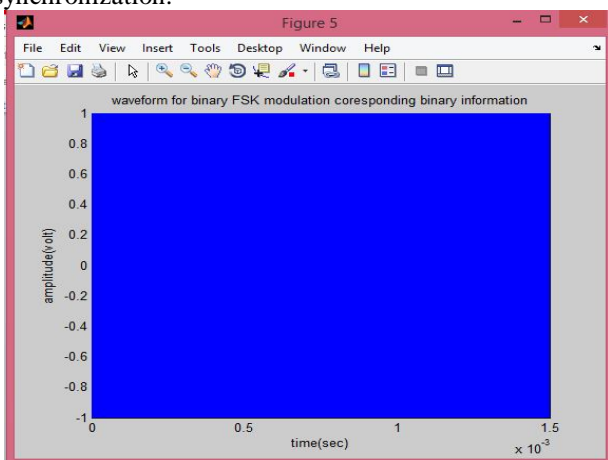 synchronization.
Figure 5
File Edit View Insert Tools Desktop Window Help
waveform for binary FSK modulation coresponding binary information
1
0.8
0.6
0.4
0.2
0
-0.2
-0.4
-0.6
-0.8
-1
amplitude(volt)
0 0.5 1 1.5
time(sec)
x 10^-3